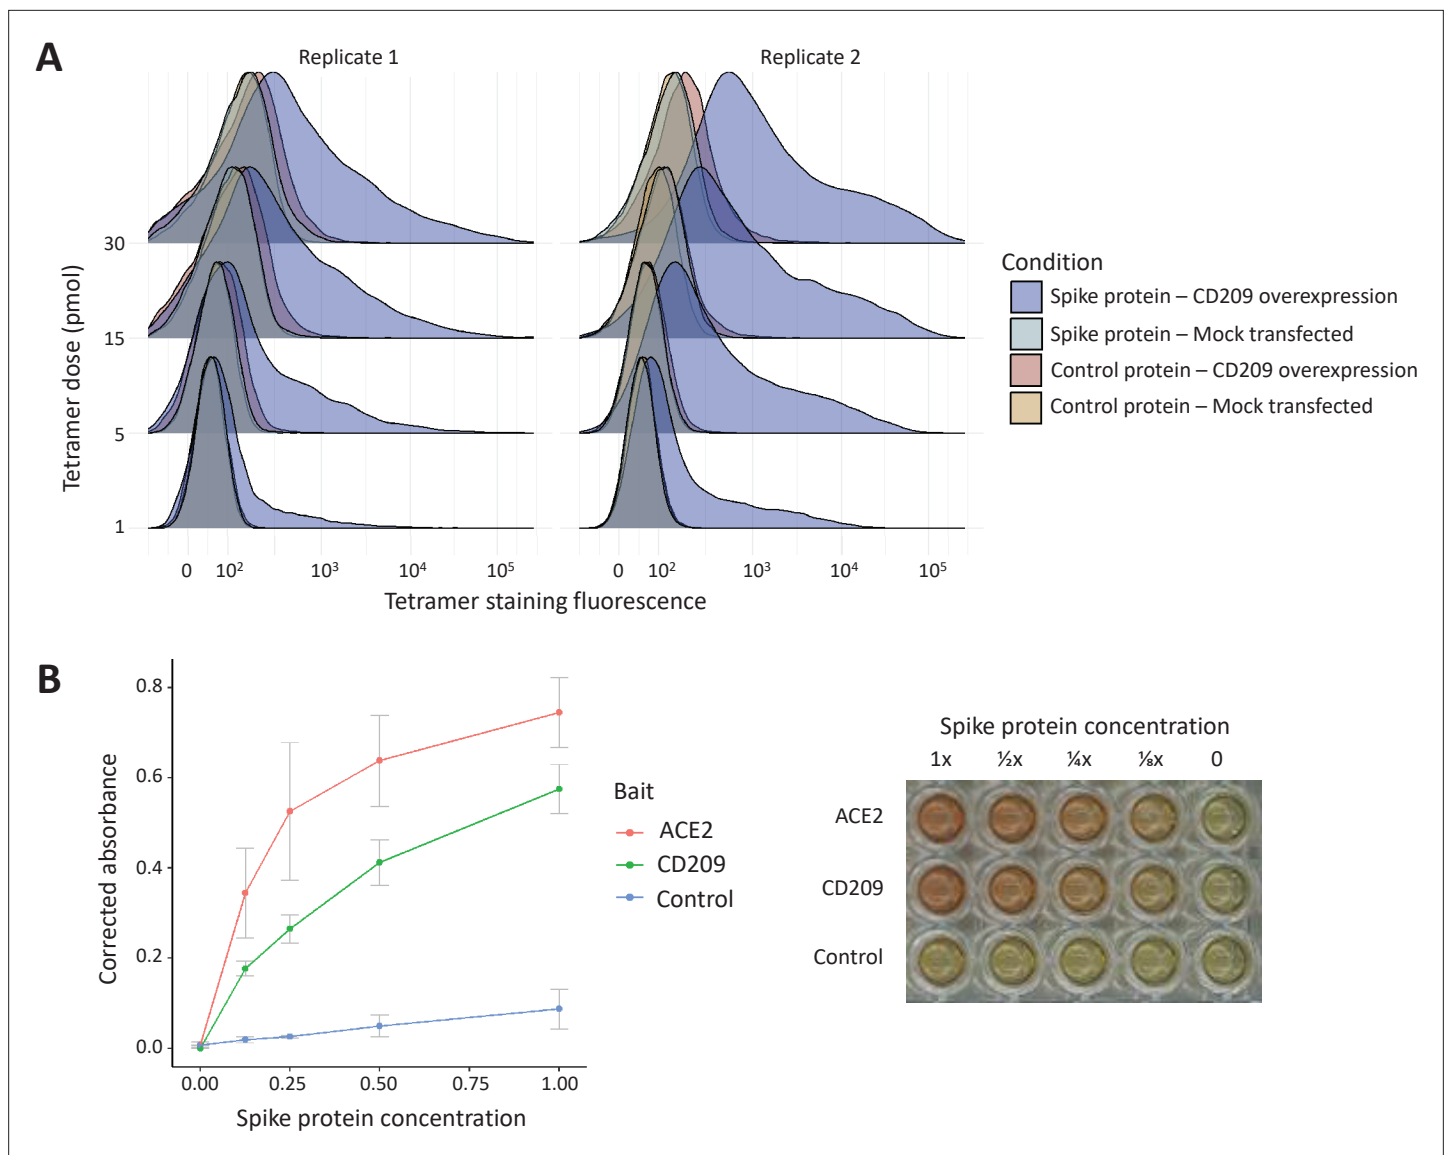 A
Replicate 1
Replicate 2
Tetramer dose (pmol)
30
15
5
1
0 10² 10³ 10⁴ 10⁵
0 10² 10³ 10⁴ 10⁵
Tetramer staining fluorescence
Condition
Spike protein – CD209 overexpression
Spike protein – Mock transfected
Control protein – CD209 overexpression
Control protein – Mock transfected
B
Corrected absorbance
0.8
0.6
0.4
0.2
0.0
0.00 0.25 0.50 0.75 1.00
Spike protein concentration
Bait
ACE2
CD209
Control
Spike protein concentration
1x ½x ¼x ⅛x 0
ACE2
CD209
Control